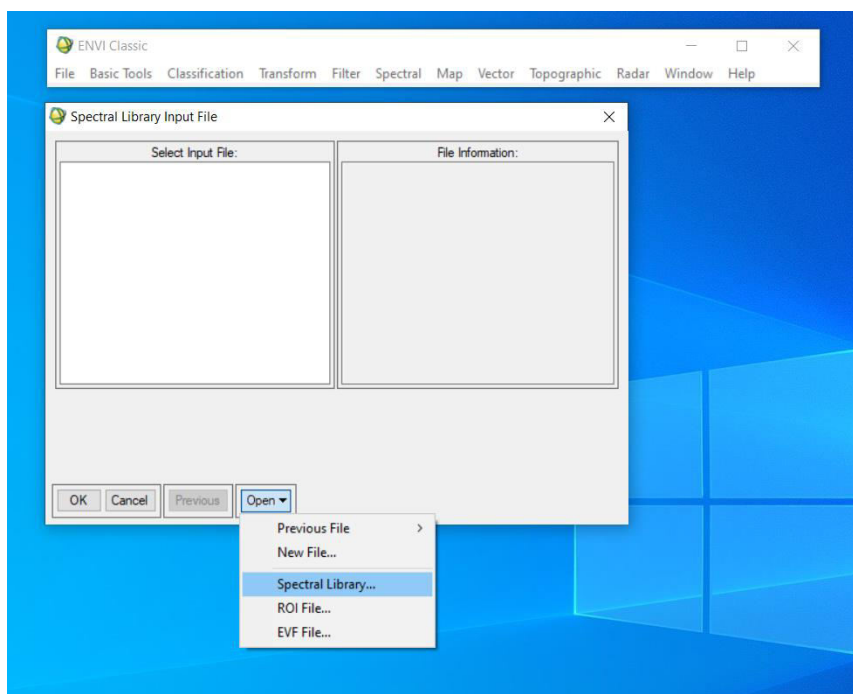 ENVI Classic
File Basic Tools Classification Transform Filter Spectral Map Vector Topographic Radar Window Help
Spectral Library Input File
Select Input File: File Information:
OK Cancel Previous Open
Previous File
New File...
Spectral Library...
ROI File...
EVF File...